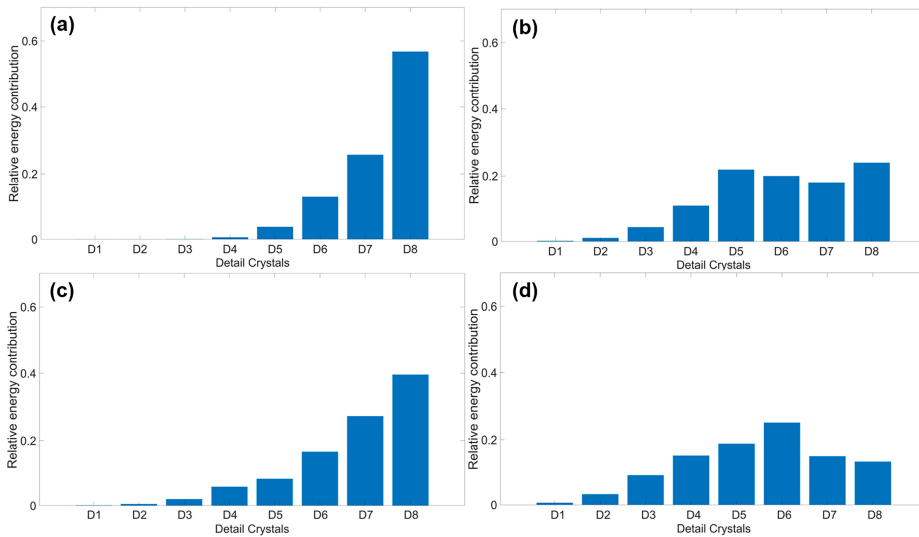 (a)
Relative energy contribution
0.6
0.4
0.2
0
D1 D2 D3 D4 D5 D6 D7 D8
Detail Crystals
(b)
Relative energy contribution
0.6
0.4
0.2
0
D1 D2 D3 D4 D5 D6 D7 D8
Detail Crystals
(c)
Relative energy contribution
0.6
0.4
0.2
0
D1 D2 D3 D4 D5 D6 D7 D8
Detail Crystals
(d)
Relative energy contribution
0.6
0.4
0.2
0
D1 D2 D3 D4 D5 D6 D7 D8
Detail Crystals